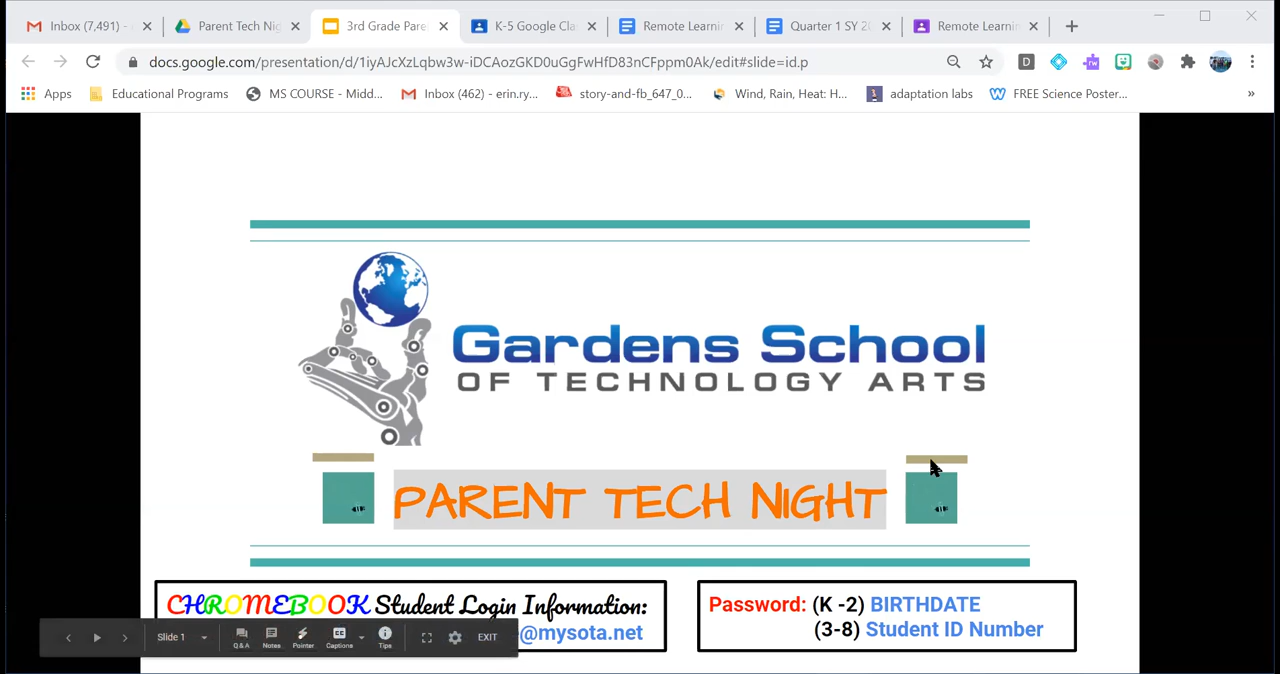 Inbox (7,491) -
Parent Tech Nig
3rd Grade Pare
K-5 Google Cla
Remote Learnin
Quarter 1 SY 20
Remote Learnin
docs.google.com/presentation/d/1iyAJcXzLqbw3w-iDCAozGKD0uGgFwHfD83nCFppm0Ak/edit#slide=id.p
Apps
Educational Programs
MS COURSE - Midd...
Inbox (462) - erin.ry...
story-and-fb_647_0...
Wind, Rain, Heat: H...
adaptation labs
FREE Science Poster...
Gardens School
OF TECHNOLOGY ARTS
PARENT TECH NIGHT
CHROMEBOOK Student Login Information:
@mysota.net
Password: (K -2) BIRTHDATE
(3-8) Student ID Number
Slide 1
Q&A
Notes
Pointer
Captions
Tips
EXIT